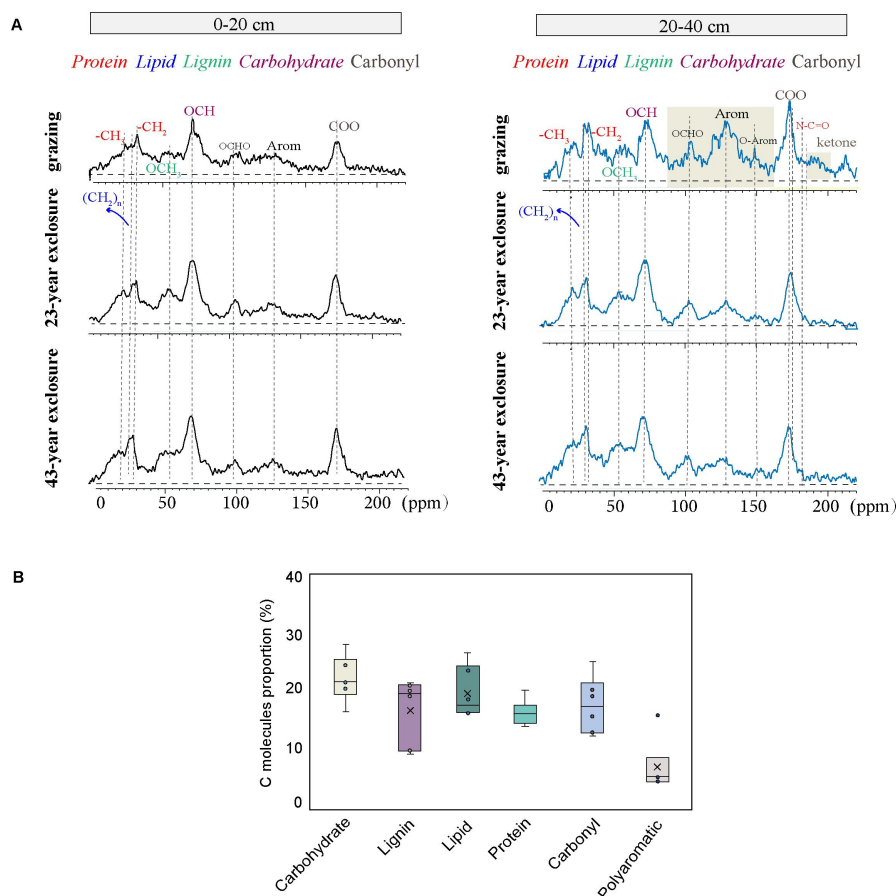 A
0-20 cm
20-40 cm
Protein Lipid Lignin Carbohydrate Carbonyl
Protein Lipid Lignin Carbohydrate Carbonyl
grazing
-CH3
-CH2
OCH3
OCH
OCHO
Arom
COO
grazing
-CH3
-CH2
OCH3
OCH
OCHO
Arom
O-Arom
COO
N-C=O
ketone
23-year exclosure
(CH2)n
23-year exclosure
(CH2)n
43-year exclosure
43-year exclosure
0 50 100 150 200 (ppm)
0 50 100 150 200 (ppm)
B
C molecules proportion (%)
40
30
20
10
0
Carbohydrate
Lignin
Lipid
Protein
Carbonyl
Polyaromatic